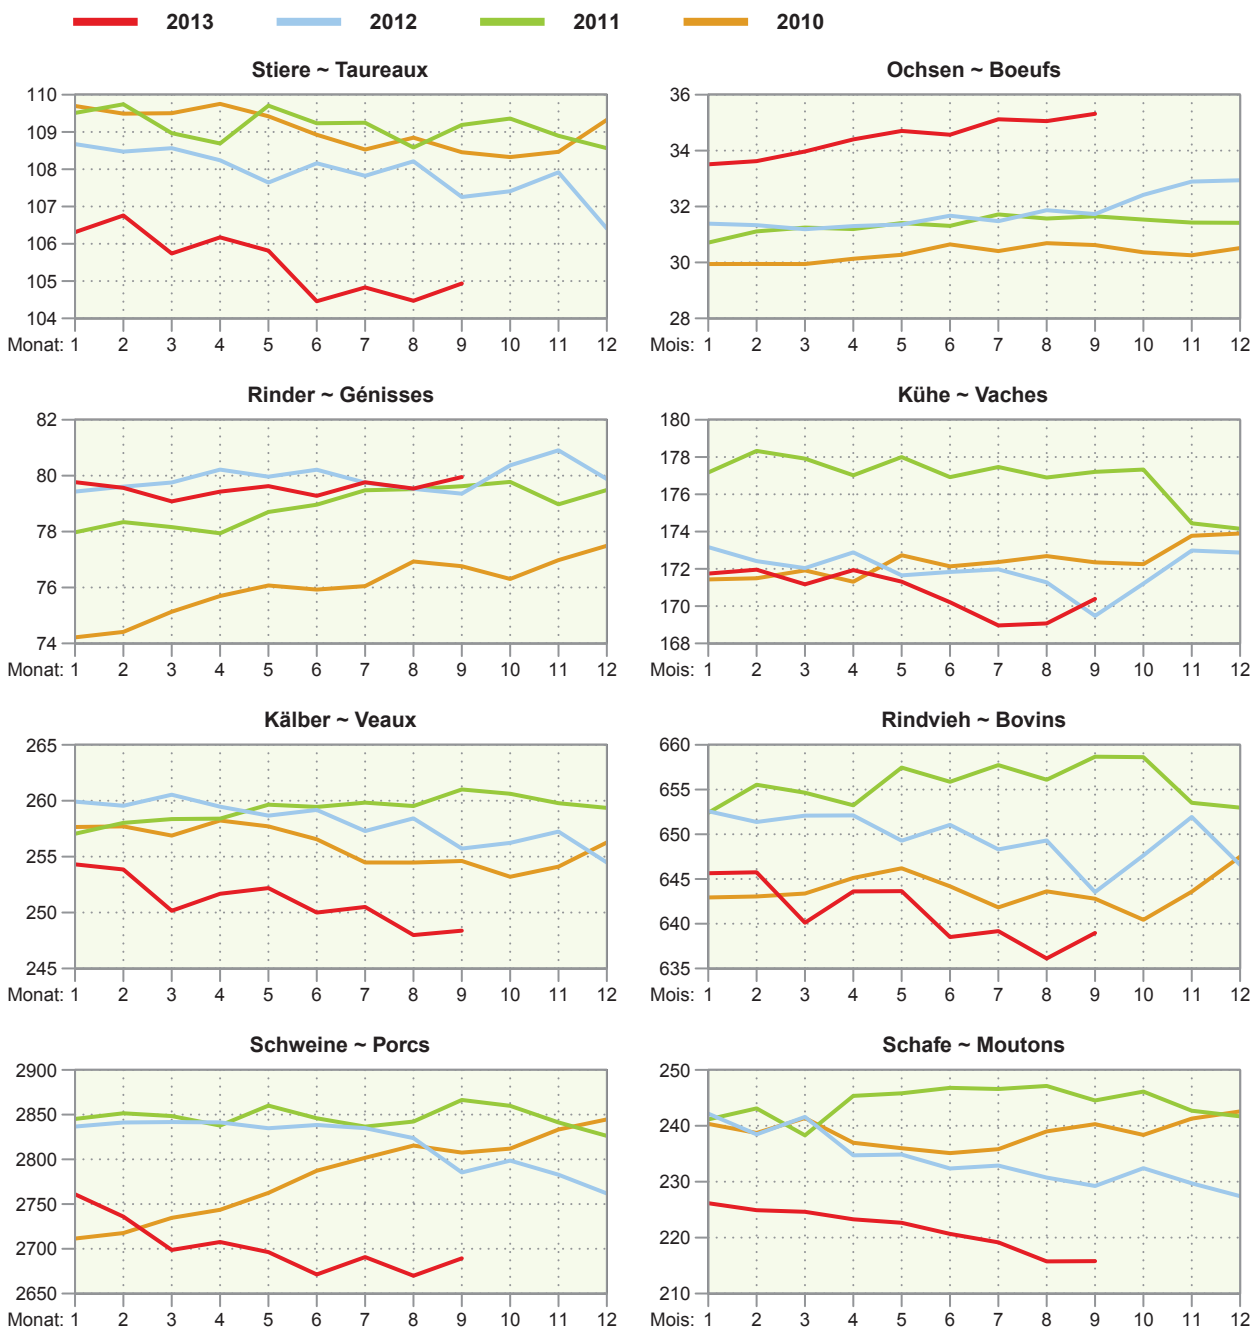 2013 2012 2011 2010
Stiere ~ Taureaux
110
109
108
107
106
105
104
Monat: 1 2 3 4 5 6 7 8 9 10 11 12
Ochsen ~ Boeufs
36
34
32
30
28
Mois: 1 2 3 4 5 6 7 8 9 10 11 12
Rinder ~ Génisses
82
80
78
76
74
Monat: 1 2 3 4 5 6 7 8 9 10 11 12
Kühe ~ Vaches
180
178
176
174
172
170
168
Mois: 1 2 3 4 5 6 7 8 9 10 11 12
Kälber ~ Veaux
265
260
255
250
245
Monat: 1 2 3 4 5 6 7 8 9 10 11 12
Rindvieh ~ Bovins
660
655
650
645
640
635
Mois: 1 2 3 4 5 6 7 8 9 10 11 12
Schweine ~ Porcs
2900
2850
2800
2750
2700
2650
Monat: 1 2 3 4 5 6 7 8 9 10 11 12
Schafe ~ Moutons
250
240
230
220
210
Mois: 1 2 3 4 5 6 7 8 9 10 11 12